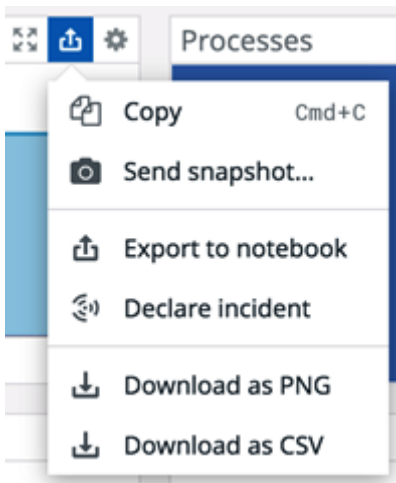 Processes
Copy Cmd+C
Send snapshot...
Export to notebook
Declare incident
Download as PNG
Download as CSV